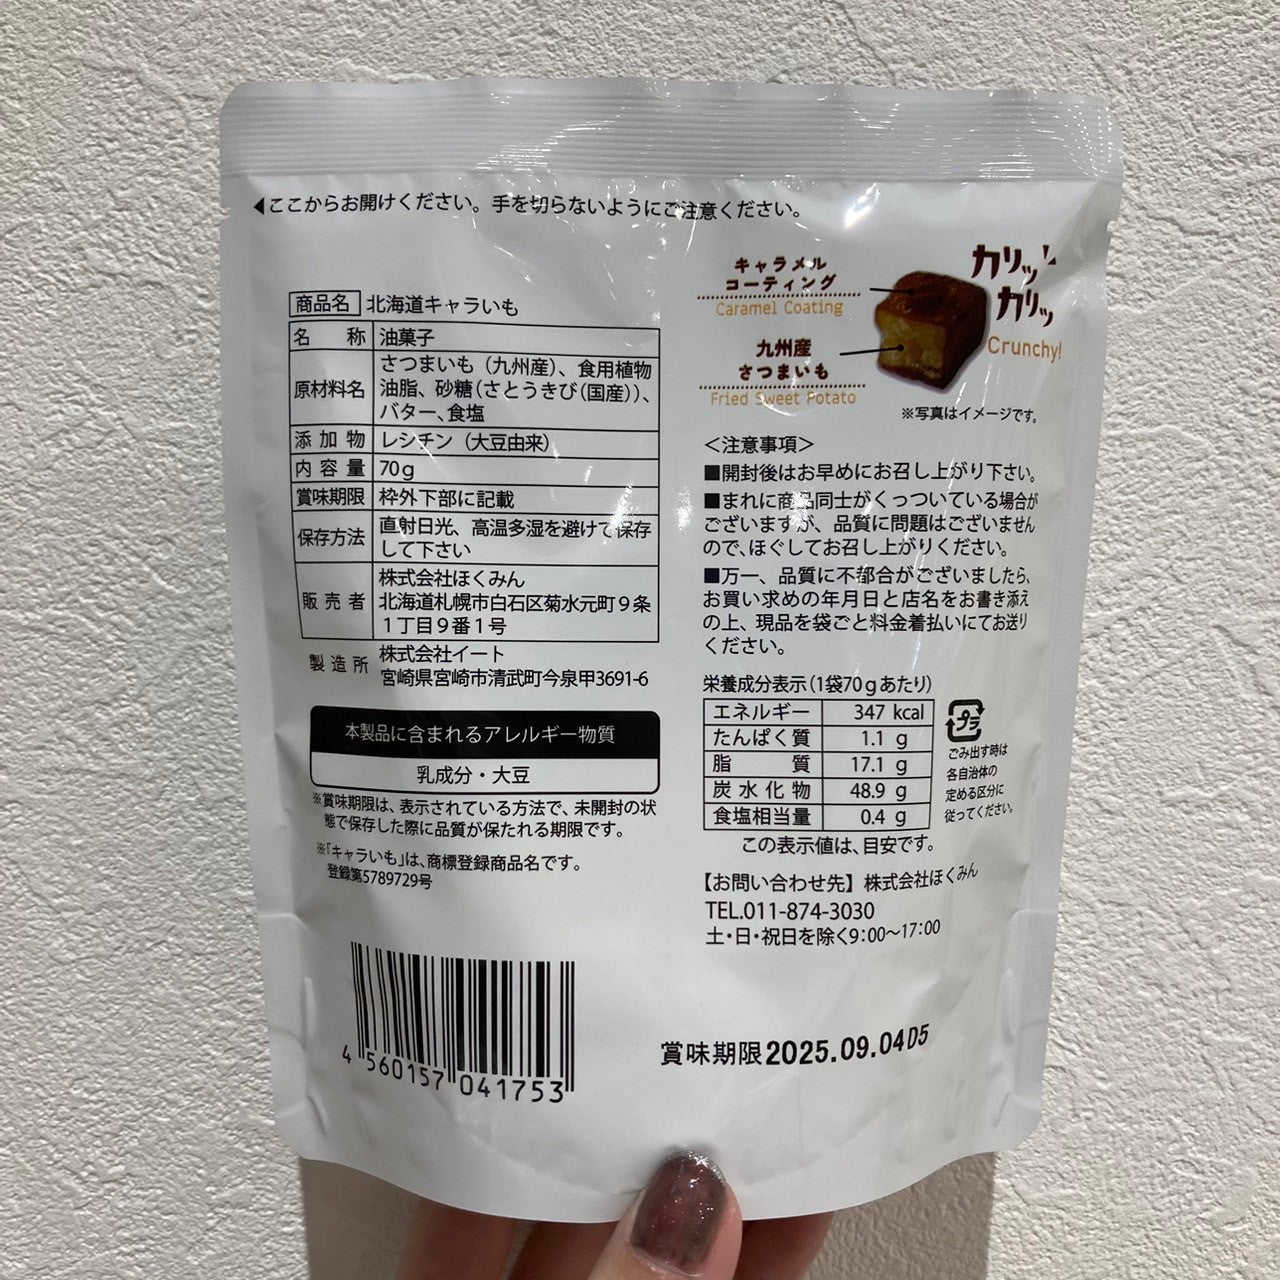 ◀ここからお開けください。手を切らないようにご注意ください。
商品名 北海道キャラいも
名称 油菓子
原材料名 さつまいも（九州産）、食用植物
油脂、砂糖（さとうきび（国産））、
バター、食塩
添加物 レシチン（大豆由来）
内容量 70g
賞味期限 枠外下部に記載
保存方法 直射日光、高温多湿を避けて保存
して下さい
販売者 株式会社ほくみん
北海道札幌市白石区菊水元町９条
１丁目９番１号
製造所 株式会社イート
宮崎県宮崎市清武町今泉甲3691-6
本製品に含まれるアレルギー物質
乳成分・大豆
※賞味期限は、表示されている方法で、未開封の状
態で保存した際に品質が保たれる期限です。
※「キャラいも」は、商標登録商品名です。
登録第5789729号
4 560157 041753
キャラメル
コーティング
Caramel Coating
九州産
さつまいも
Fried Sweet Potato
カリッ
カリッ
Crunchy!
※写真はイメージです。
＜注意事項＞
■開封後はお早めにお召し上がり下さい。
■まれに商品同士がくっついている場合が
ございますが、品質に問題はございません
ので、ほぐしてお召し上がりください。
■万一、品質に不都合がございましたら、
お買い求めの年月日と店名をお書き添え
の上、現品を袋ごと料金着払いにてお送り
ください。
栄養成分表示（1袋70gあたり）
エネルギー 347 kcal
たんぱく質 1.1 g
脂質 17.1 g
炭水化物 48.9 g
食塩相当量 0.4 g
この表示値は、目安です。
プラ
ごみ出す時は
各自治体の
定める区分に
従ってください。
【お問い合わせ先】株式会社ほくみん
TEL.011-874-3030
土・日・祝日を除く9:00〜17:00
賞味期限2025.09.04D5